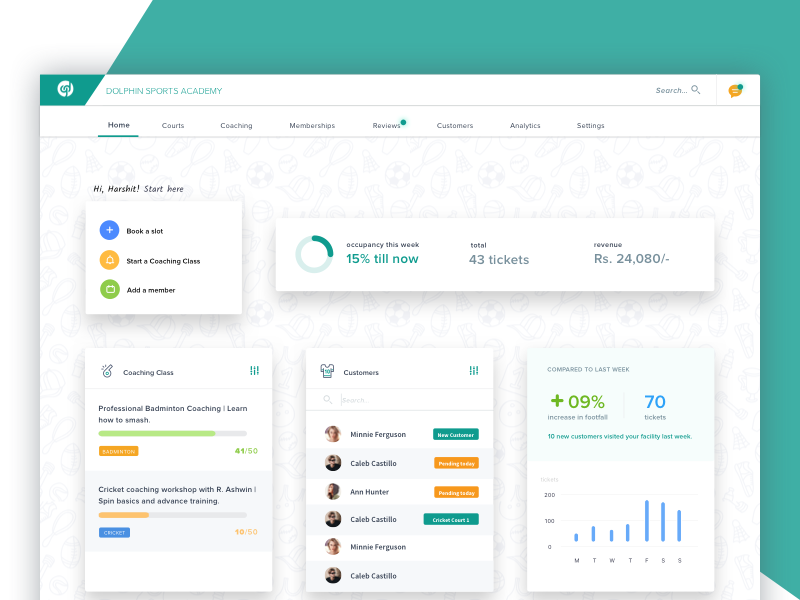 DOLPHIN SPORTS ACADEMY
Search...
Home Courts Coaching Memberships Reviews Customers Analytics Settings
Hi, Harshit! Start here
Book a slot
Start a Coaching Class
Add a member
occupancy this week
15% till now
total
43 tickets
revenue
Rs. 24,080/-
Coaching Class
Professional Badminton Coaching | Learn
how to smash.
BADMINTON
41/50
Cricket coaching workshop with R. Ashwin |
Spin basics and advance training.
CRICKET
16/50
Customers
10
Search..
Minnie Ferguson New Customer
Caleb Castillo Pending today
Ann Hunter Pending today
Caleb Castillo Cricket Court 1
Minnie Ferguson
Caleb Castillo
COMPARED TO LAST WEEK
+ 09%
increase in footfall
70
tickets
10 new customers visited your facility last week.
tickets
200
100
0
M T W T F S S